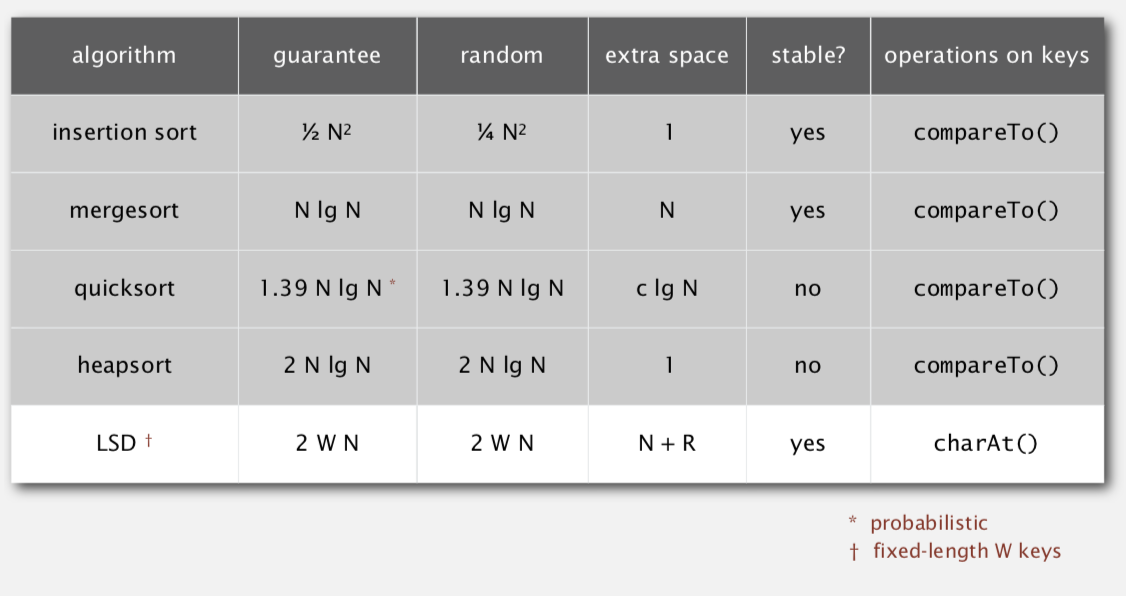 algorithm guarantee random extra space stable? operations on keys
insertion sort ½ N² ¼ N² 1 yes compareTo()
mergesort N lg N N lg N N yes compareTo()
quicksort 1.39 N lg N * 1.39 N lg N c lg N no compareTo()
heapsort 2 N lg N 2 N lg N 1 no compareTo()
LSD † 2 W N 2 W N N + R yes charAt()
* probabilistic
† fixed-length W keys